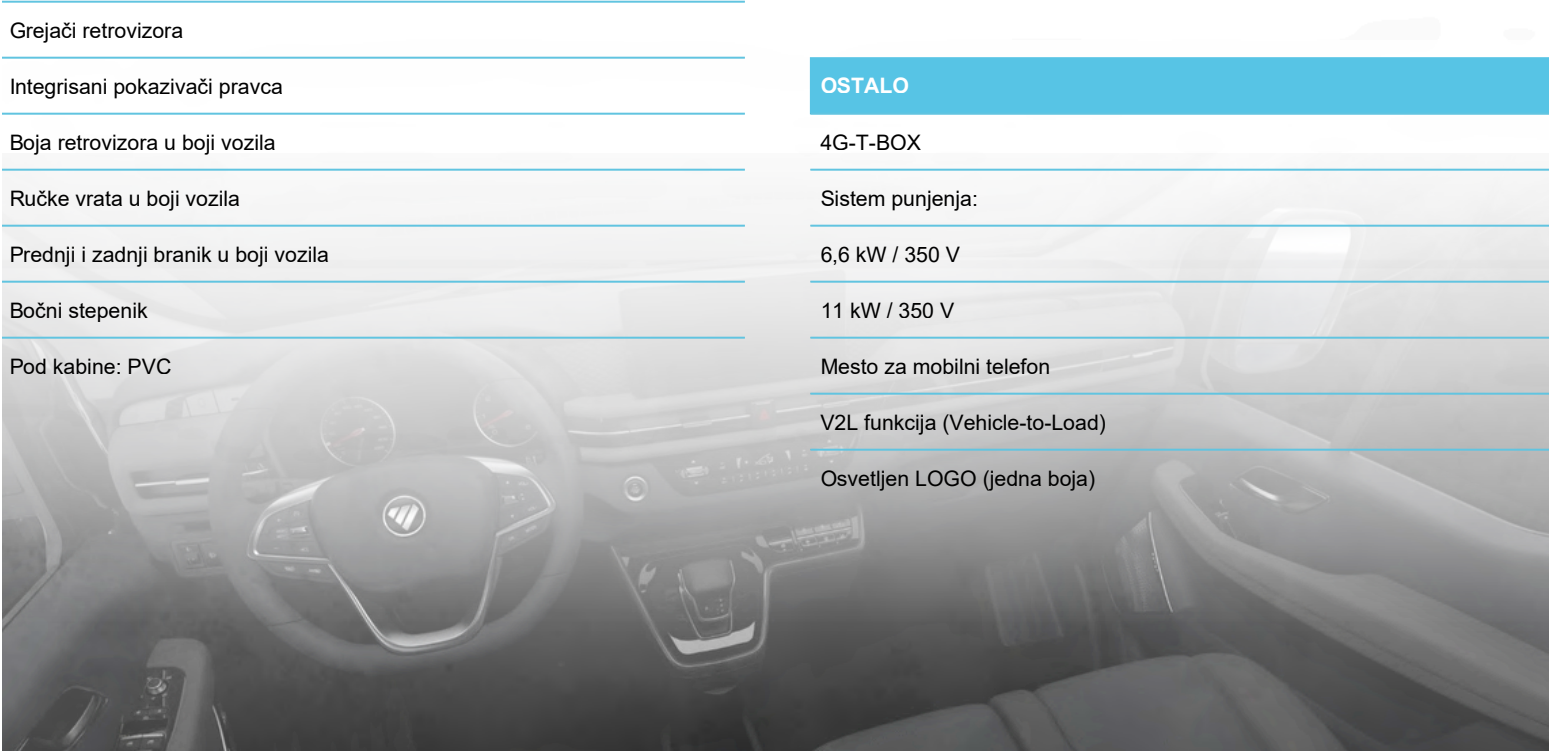 Grejači retrovizora
Integrisani pokazivači pravca
Boja retrovizora u boji vozila
Ručke vrata u boji vozila
Prednji i zadnji branik u boji vozila
Bočni stepenik
Pod kabine: PVC
OSTALO
4G-T-BOX
Sistem punjenja:
6,6 kW / 350 V
11 kW / 350 V
Mesto za mobilni telefon
V2L funkcija (Vehicle-to-Load)
Osvetljen LOGO (jedna boja)